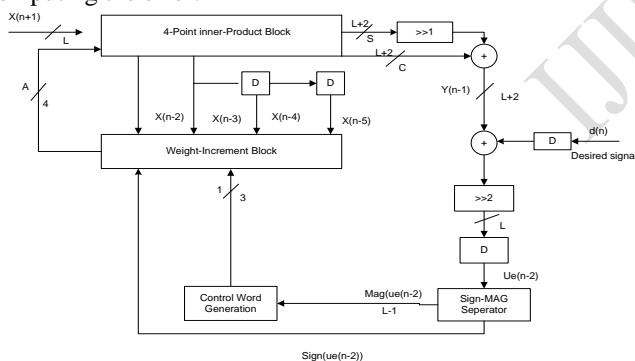 X(n+1)
L
4-Point inner-Product Block
L+2
S
>>1
L+2
C
+
A
4
D
D
X(n-2)
X(n-3)
X(n-4)
X(n-5)
Y(n-1)
L+2
Weight-Increment Block
+
D
d(n)
Desired signa
1
3
>>2
L
D
Ue(n-2)
Control Word
Generation
Mag(ue(n-2)
L-1
Sign-MAG
Seperator
Sign(ue(n-2))